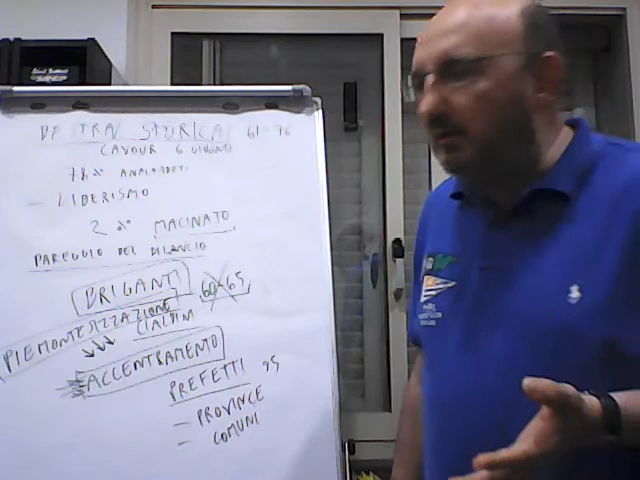 DESTRA STORICA 61-76
CAVOUR 6 GIUGNO
78% ANALFABETI
- LIBERISMO
2% MACINATO
PAREGGIO DEL BILANCIO
BRIGANTI 60-65
PIEMONTESIZZAZIONE
CIALDINI
ACCENTRAMENTO
PREFETTI
- PROVINCE
= COMUNI